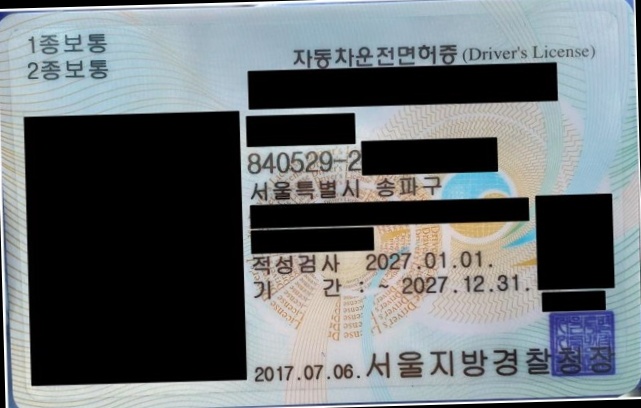 1종보통
2종보통
자동차운전면허증 (Driver's License)
840529-2
서울특별시 송파구
적성검사 2027.01.01.
기 간 : ~ 2027.12.31.
2017.07.06. 서울지방경찰청장